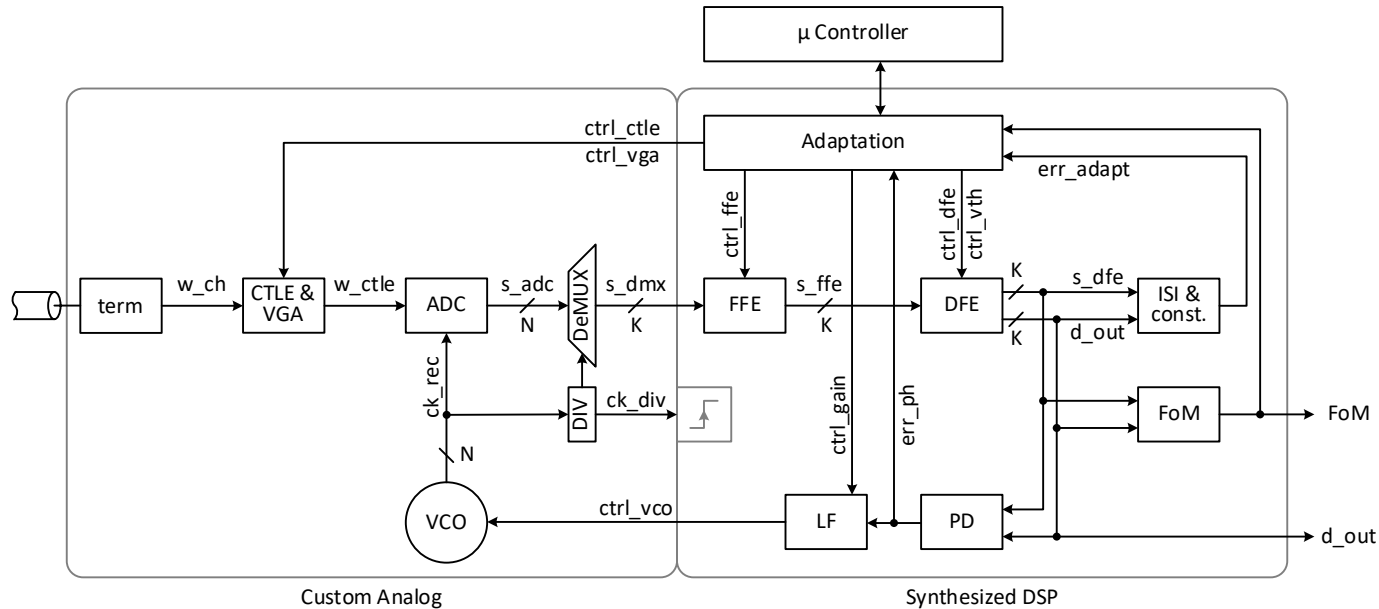 μ Controller
ctrl_ctle
ctrl_vga
Adaptation
err_adapt
ctrl_ffe
ctrl_dfe
ctrl_vth
term
w_ch
CTLE &
VGA
w_ctle
ADC
s_adc
N
DeMUX
s_dmx
K
FFE
s_ffe
K
DFE
K
s_dfe
K
d_out
ISI &
const.
ck_rec
DIV
ck_div
ctrl_gain
err_ph
FoM
FoM
N
VCO
ctrl_vco
LF
PD
d_out
Custom Analog
Synthesized DSP